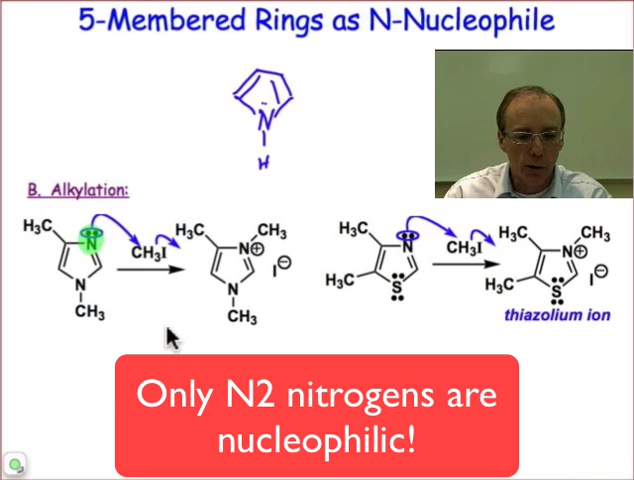 5-Membered Rings as N-Nucleophile
N
H
B. Alkylation:
H₃C
N
N
CH₃
CH₃I
H₃C
CH₃
N⊕
N
CH₃
I⊖
H₃C
N
H₃C
S
CH₃I
H₃C
CH₃
N⊕
H₃C
S
I⊖
thiazolium ion
Only N2 nitrogens are
nucleophilic!